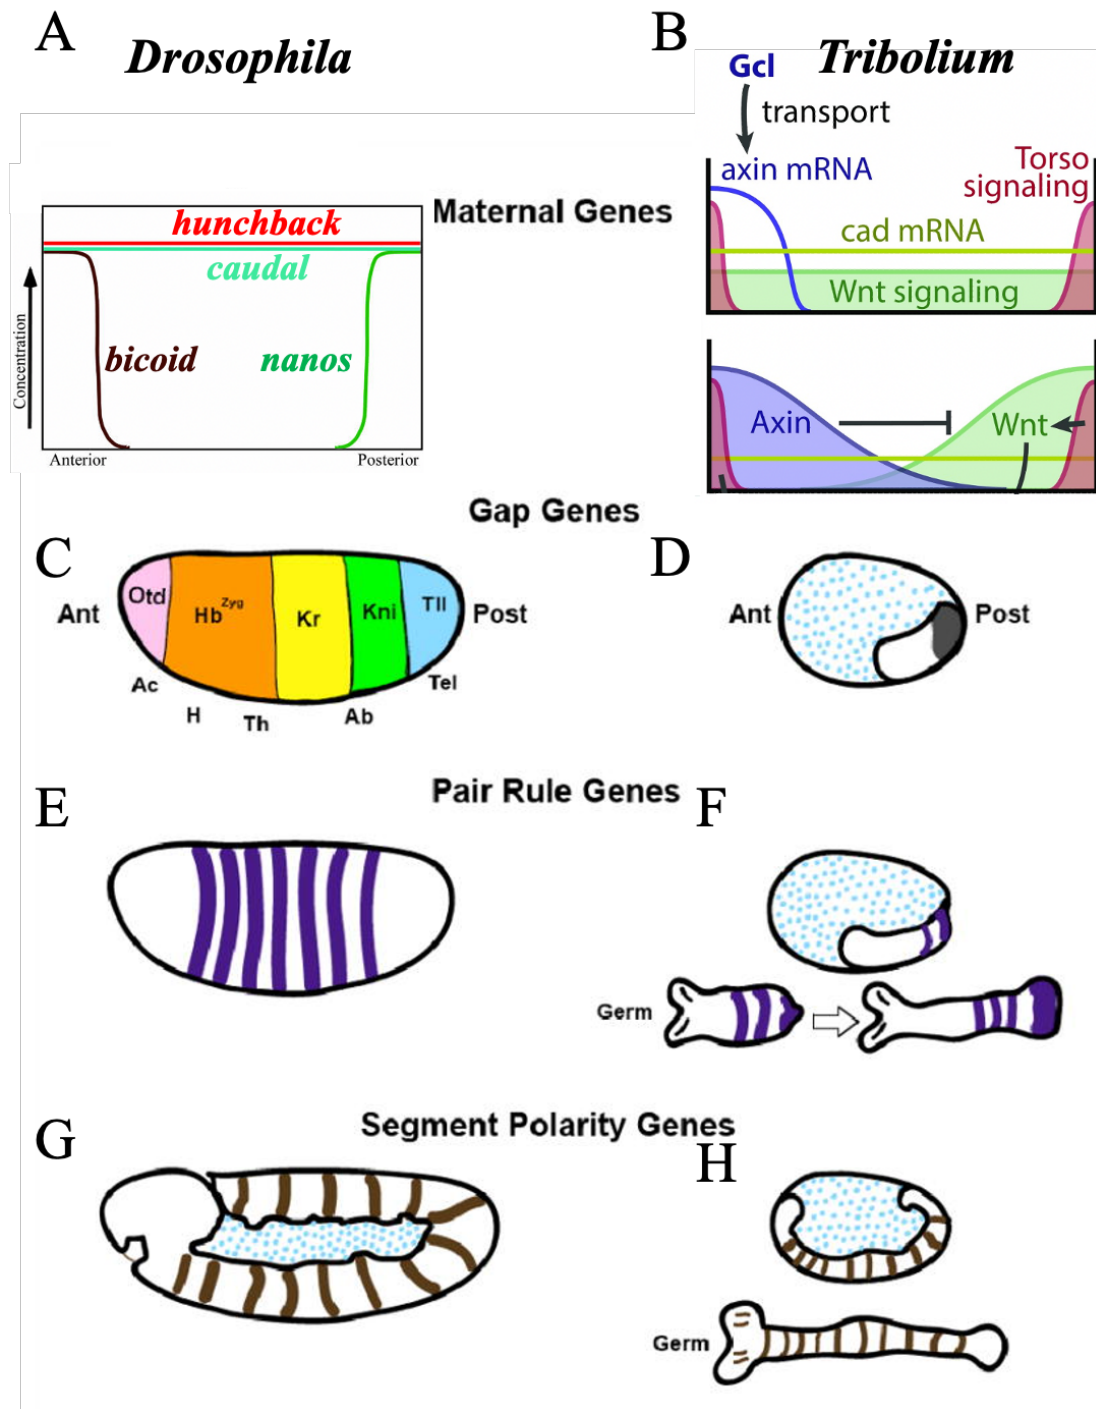 A
Drosophila
B
Tribolium
Gcl
transport
axin mRNA
Torso
signaling
cad mRNA
Wnt signaling
Maternal Genes
hunchback
caudal
bicoid
nanos
Concentration
Anterior
Posterior
Axin
Wnt
Gap Genes
C
Ant
Otd
Hb Zyg
Kr
Kni
Tll
Post
Ac
H
Th
Ab
Tel
D
Ant
Post
Pair Rule Genes
E
F
Germ
Segment Polarity Genes
G
H
Germ